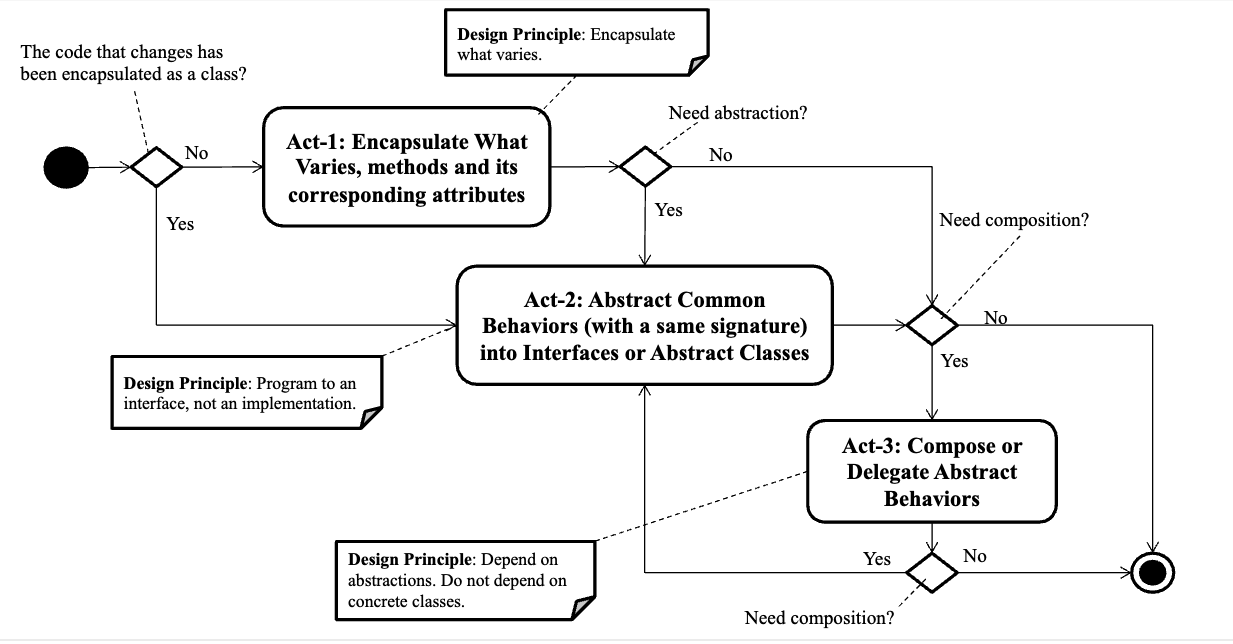 Design Principle: Encapsulate
what varies.
The code that changes has
been encapsulated as a class?
Need abstraction?
No
Act-1: Encapsulate What
Varies, methods and its
corresponding attributes
No
Yes
Yes
Need composition?
Act-2: Abstract Common
Behaviors (with a same signature)
into Interfaces or Abstract Classes
No
Yes
Design Principle: Program to an
interface, not an implementation.
Act-3: Compose or
Delegate Abstract
Behaviors
Design Principle: Depend on
abstractions. Do not depend on
concrete classes.
Yes
No
Need composition?